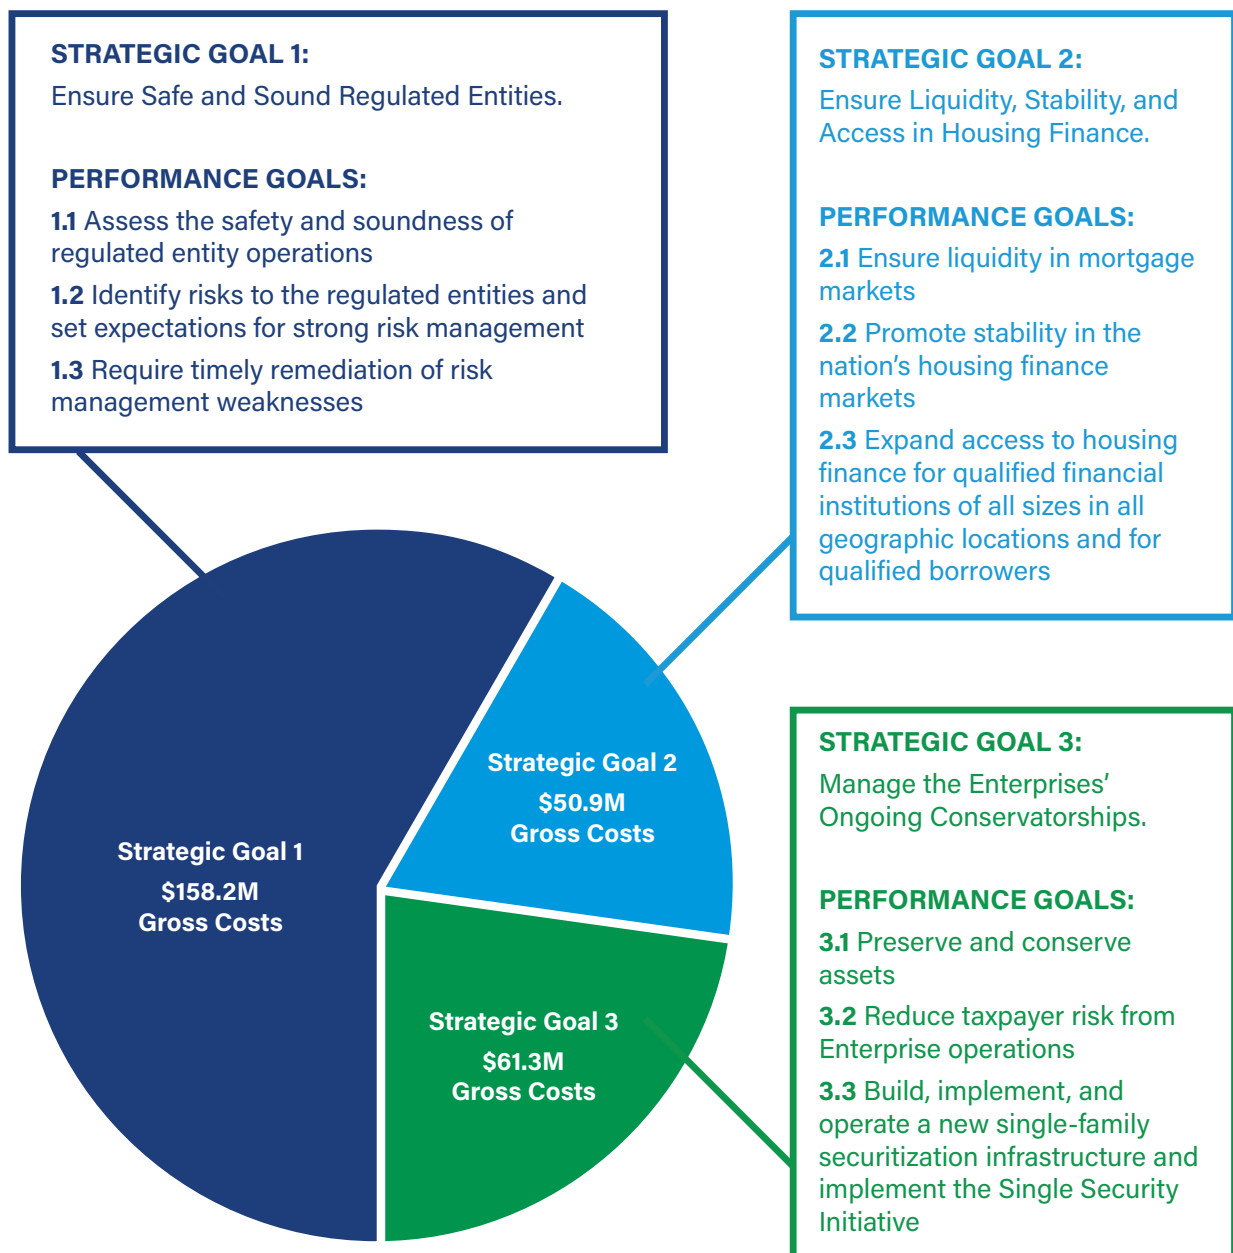 STRATEGIC GOAL 1:
Ensure Safe and Sound Regulated Entities.
PERFORMANCE GOALS:
1.1 Assess the safety and soundness of
regulated entity operations
1.2 Identify risks to the regulated entities and
set expectations for strong risk management
1.3 Require timely remediation of risk
management weaknesses
STRATEGIC GOAL 2:
Ensure Liquidity, Stability, and
Access in Housing Finance.
PERFORMANCE GOALS:
2.1 Ensure liquidity in mortgage
markets
2.2 Promote stability in the
nation’s housing finance
markets
2.3 Expand access to housing
finance for qualified financial
institutions of all sizes in all
geographic locations and for
qualified borrowers
Strategic Goal 1
$158.2M
Gross Costs
Strategic Goal 2
$50.9M
Gross Costs
Strategic Goal 3
$61.3M
Gross Costs
STRATEGIC GOAL 3:
Manage the Enterprises’
Ongoing Conservatorships.
PERFORMANCE GOALS:
3.1 Preserve and conserve
assets
3.2 Reduce taxpayer risk from
Enterprise operations
3.3 Build, implement, and
operate a new single-family
securitization infrastructure and
implement the Single Security
Initiative